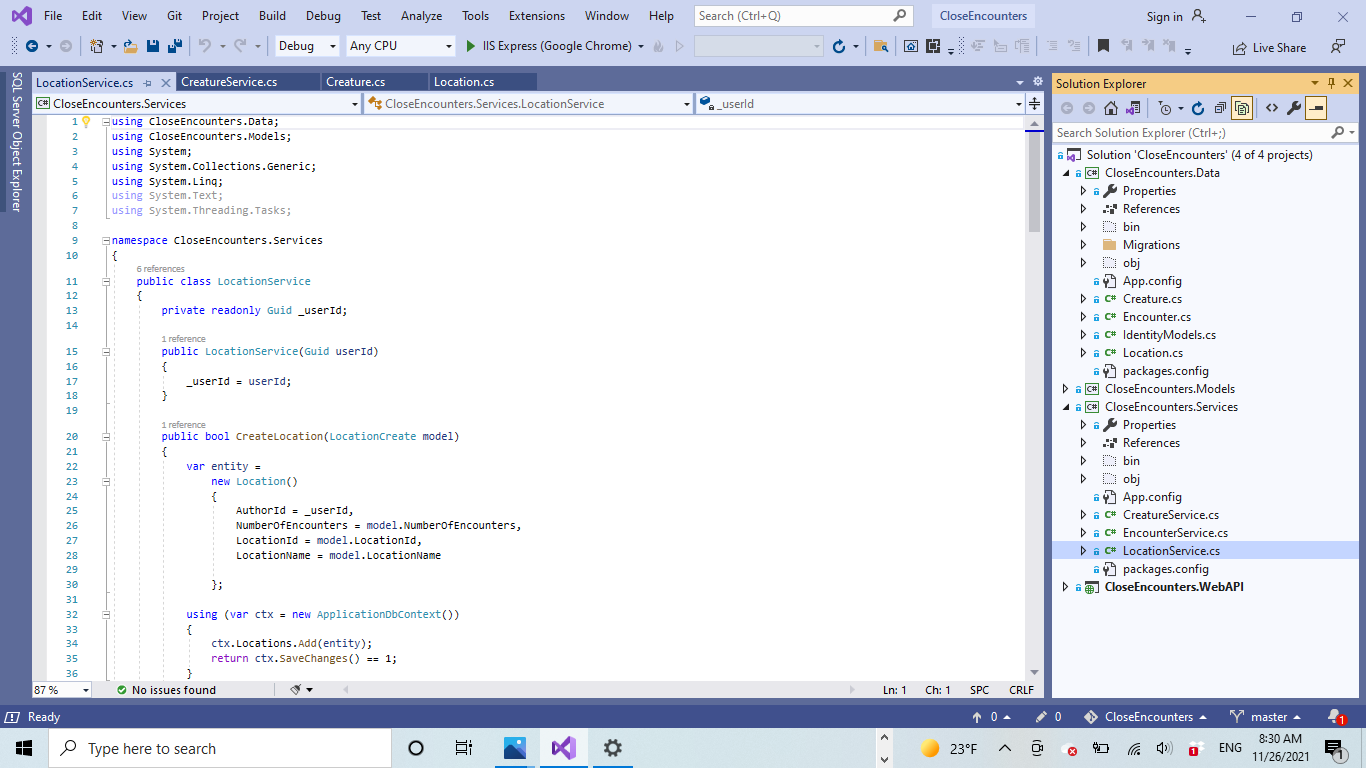 File Edit View Git Project Build Debug Test Analyze Tools Extensions Window Help Search (Ctrl+Q) CloseEncounters Sign in
Debug Any CPU IIS Express (Google Chrome) Live Share
SQL Server Object Explorer
LocationService.cs CreatureService.cs Creature.cs Location.cs
CloseEncounters.Services CloseEncounters.Services.LocationService _userId
1 using CloseEncounters.Data;
2 using CloseEncounters.Models;
3 using System;
4 using System.Collections.Generic;
5 using System.Linq;
6 using System.Text;
7 using System.Threading.Tasks;
8
9 namespace CloseEncounters.Services
10 {
6 references
11 public class LocationService
12 {
13 private readonly Guid _userId;
14
1 reference
15 public LocationService(Guid userId)
16 {
17 _userId = userId;
18 }
19
1 reference
20 public bool CreateLocation(LocationCreate model)
21 {
22 var entity =
23 new Location()
24 {
25 AuthorId = _userId,
26 NumberOfEncounters = model.NumberOfEncounters,
27 LocationId = model.LocationId,
28 LocationName = model.LocationName
29
30 };
31
32 using (var ctx = new ApplicationDbContext())
33 {
34 ctx.Locations.Add(entity);
35 return ctx.SaveChanges() == 1;
36 }
87 % No issues found Ln: 1 Ch: 1 SPC CRLF
Solution Explorer
Search Solution Explorer (Ctrl+;)
Solution 'CloseEncounters' (4 of 4 projects)
C# CloseEncounters.Data
Properties
References
bin
Migrations
obj
App.config
C# Creature.cs
C# Encounter.cs
C# IdentityModels.cs
C# Location.cs
packages.config
C# CloseEncounters.Models
C# CloseEncounters.Services
Properties
References
bin
obj
App.config
C# CreatureService.cs
C# EncounterService.cs
C# LocationService.cs
packages.config
CloseEncounters.WebAPI
Ready 0 0 CloseEncounters master 1
Type here to search 23°F 1 ENG 8:30 AM 1
11/26/2021